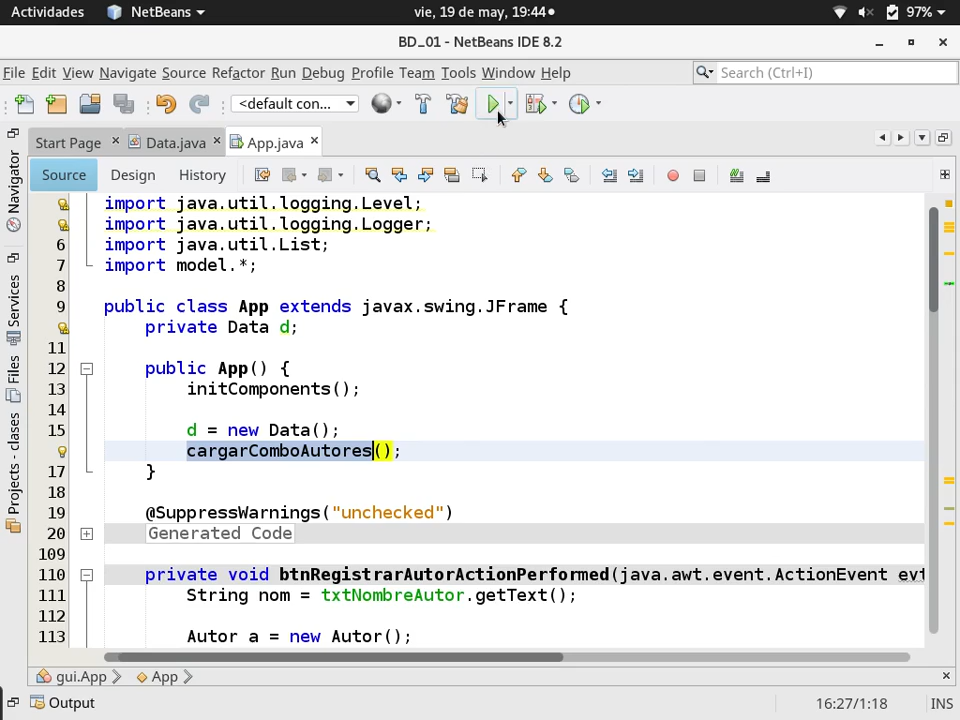 Actividades NetBeans vie, 19 de may, 19:44 97%
BD_01 - NetBeans IDE 8.2
File Edit View Navigate Source Refactor Run Debug Profile Team Tools Window Help Search (Ctrl+I)
<default con...
Start Page Data.java App.java
Source Design History
Navigator
Services
Files
Projects - clases
import java.util.logging.Level;
import java.util.logging.Logger;
6 import java.util.List;
7 import model.*;
8
9 public class App extends javax.swing.JFrame {
private Data d;
11
12 public App() {
13 initComponents();
14
15 d = new Data();
cargarComboAutores();
17 }
18
19 @SuppressWarnings("unchecked")
20 Generated Code
109
110 private void btnRegistrarAutorActionPerformed(java.awt.event.ActionEvent evt
111 String nom = txtNombreAutor.getText();
112
113 Autor a = new Autor();
gui.App App
Output 16:27/1:18 INS